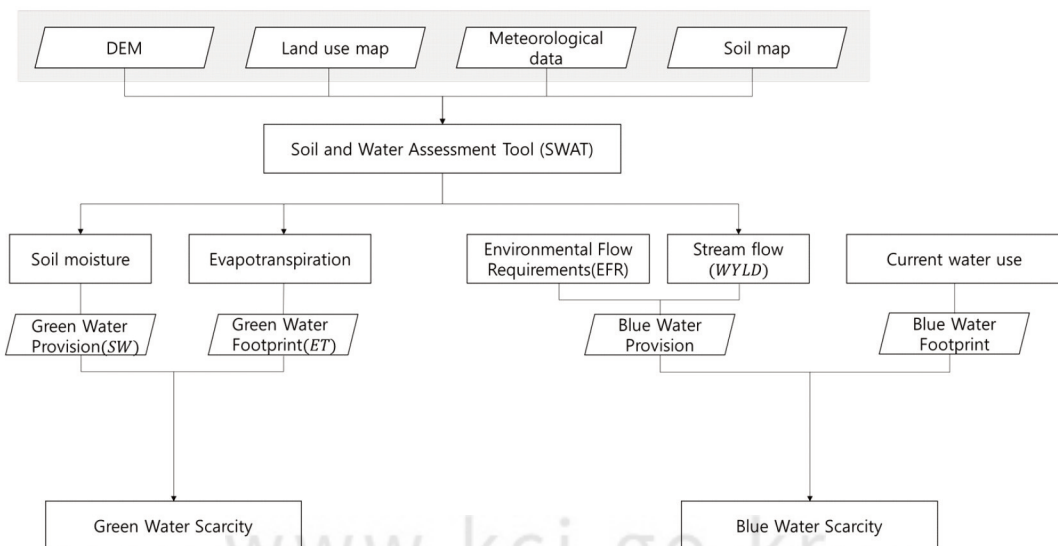 DEM
Land use map
Meteorological
data
Soil map
Soil and Water Assessment Tool (SWAT)
Soil moisture
Evapotranspiration
Environmental Flow
Requirements(EFR)
Stream flow
(WYLD)
Current water use
Green Water
Provision(SW)
Green Water
Footprint(ET)
Blue Water
Provision
Blue Water
Footprint
Green Water Scarcity
Blue Water Scarcity
www.kci.go.kr